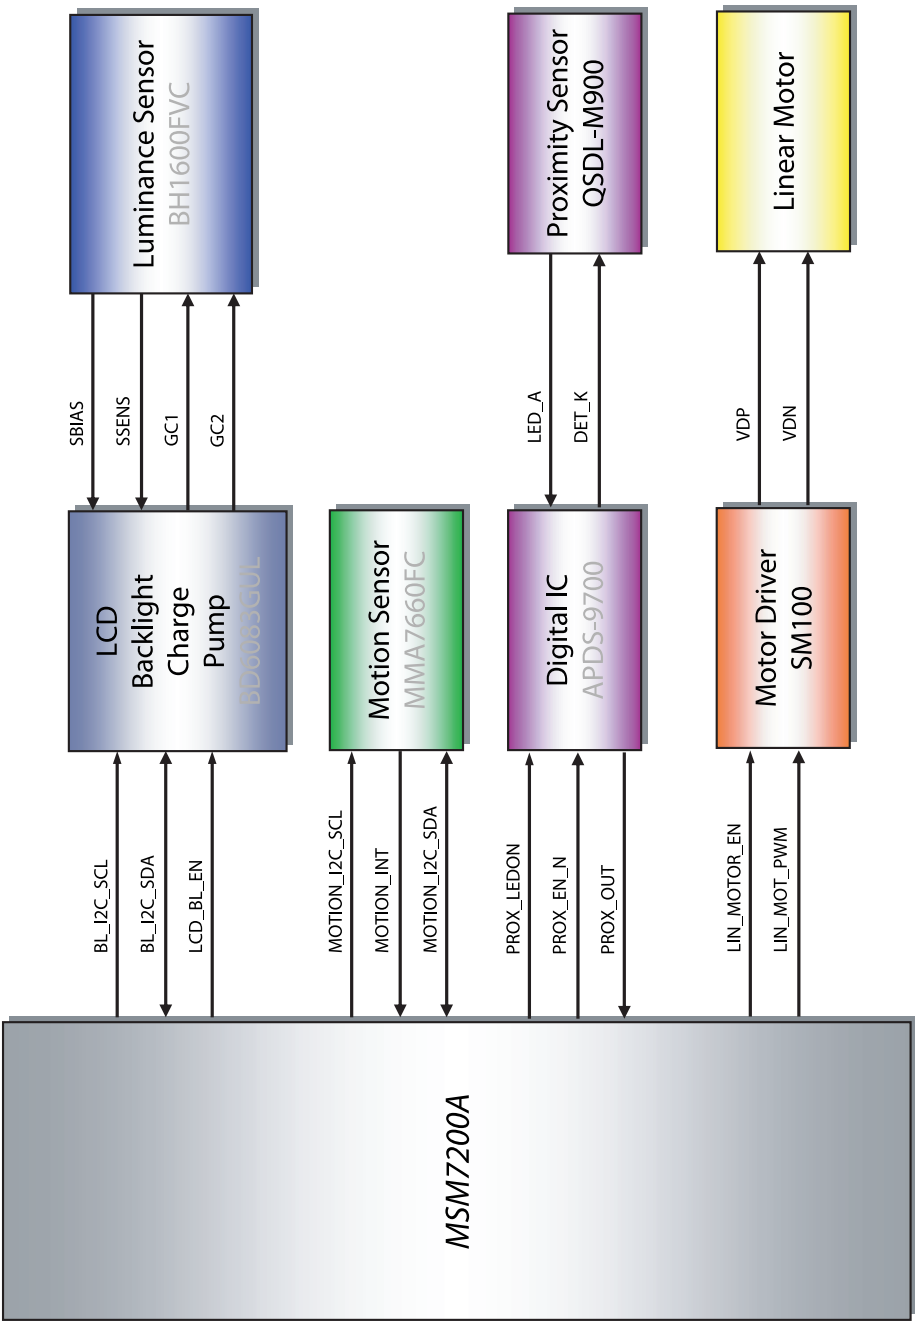 Luminance Sensor
BH1600FVC
Proximity Sensor
QSDL-M900
Linear Motor
SBIAS
SSENS
GC1
GC2
LED_A
DET_K
VDP
VDN
LCD
Backlight
Charge
Pump
BD6083GUL
Motion Sensor
MMA7660FC
Digital IC
APDS-9700
Motor Driver
SM100
BL_I2C_SCL
BL_I2C_SDA
LCD_BL_EN
MOTION_I2C_SCL
MOTION_INT
MOTION_I2C_SDA
PROX_LEDON
PROX_EN_N
PROX_OUT
LIN_MOTOR_EN
LIN_MOT_PWM
MSM7200A